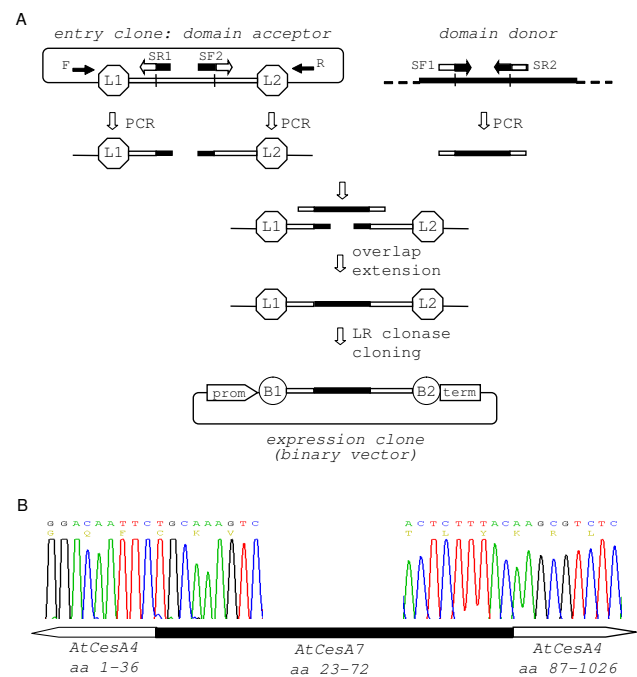 A
entry clone: domain acceptor
domain donor
F
SR1
SF2
R
SF1
SR2
L1
L2
PCR
PCR
PCR
L1
L2
L1
L2
overlap
extension
L1
L2
LR clonase
cloning
prom
B1
B2
term
expression clone
(binary vector)
B
G G A C A A T T C T G C A A A G T C
G Q F C K V
A C T C T T T A C A A G C G T C T C
T L Y K R L
AtCesA4
aa 1-36
AtCesA7
aa 23-72
AtCesA4
aa 87-1026